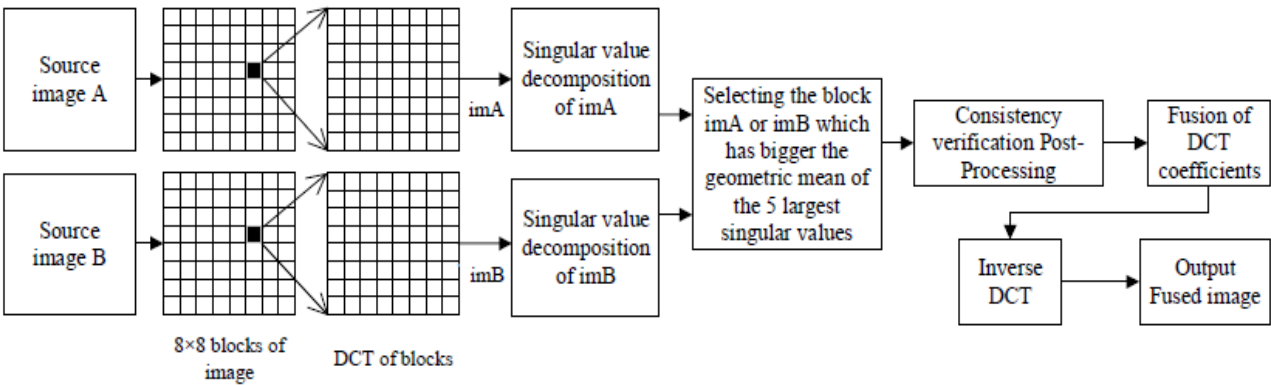 Source
image A
imA
Singular value
decomposition
of imA
Source
image B
imB
Singular value
decomposition
of imB
8×8 blocks of
image
DCT of blocks
Selecting the block
imA or imB which
has bigger the
geometric mean of
the 5 largest
singular values
Consistency
verification Post-
Processing
Fusion of
DCT
coefficients
Inverse
DCT
Output
Fused image